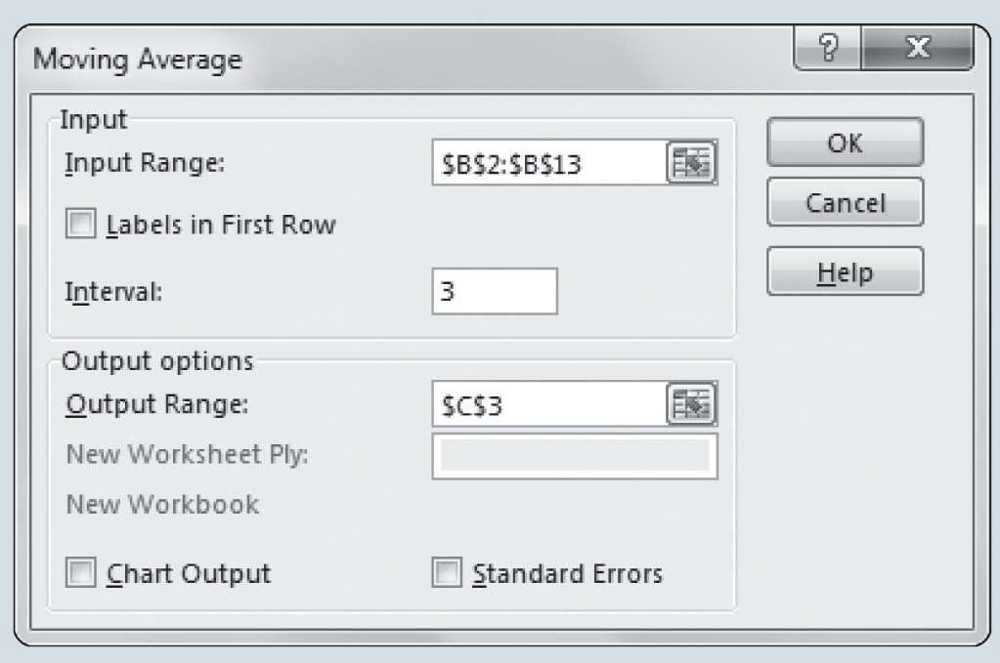 Moving Average
Input
Input Range: $B$2:$B$13
Labels in First Row
Interval: 3
Output options
Output Range: $C$3
New Worksheet Ply:
New Workbook
Chart Output Standard Errors
OK
Cancel
Help